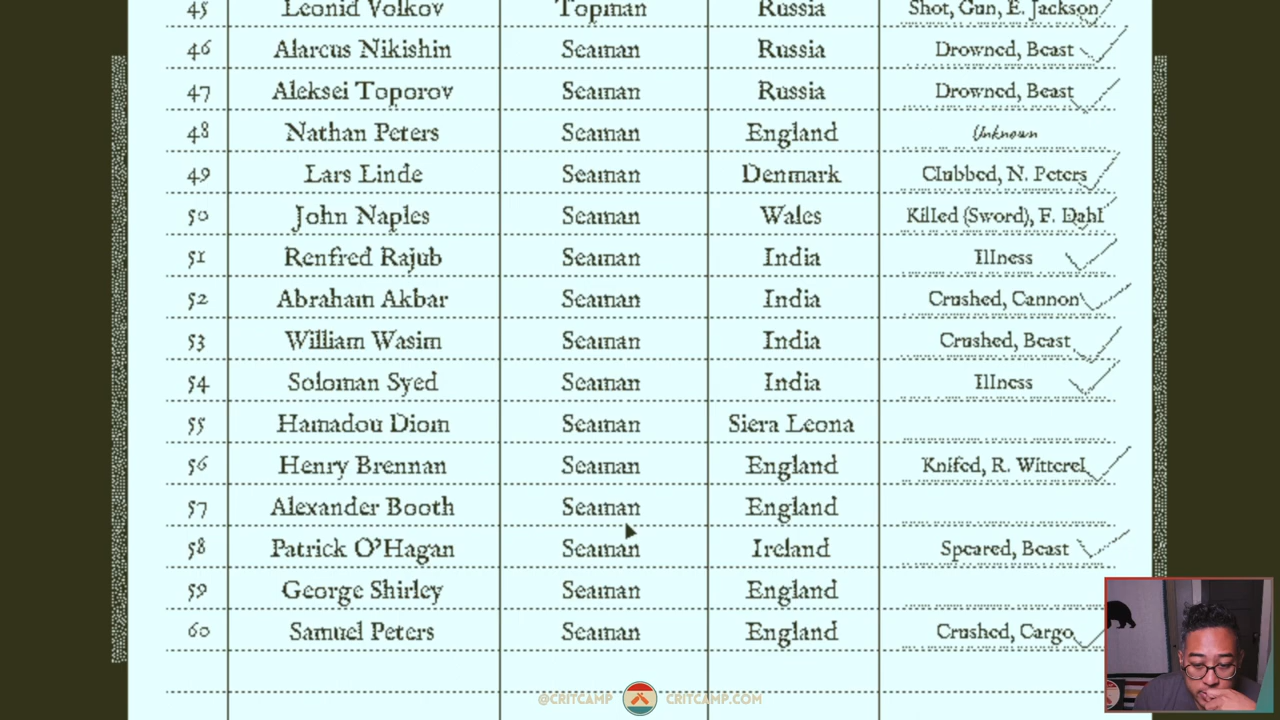 45 Leonid Volkov Topman Russia Shot, Gun, E. Jackson
46 Alarcus Nikishin Seaman Russia Drowned, Beast
47 Aleksei Toporov Seaman Russia Drowned, Beast
48 Nathan Peters Seaman England Unknown
49 Lars Linde Seaman Denmark Clubbed, N. Peters
50 John Naples Seaman Wales Killed (Sword), F. Dahl
51 Renfred Rajub Seaman India Illness
52 Abraham Akbar Seaman India Crushed, Cannon
53 William Wasim Seaman India Crushed, Beast
54 Soloman Syed Seaman India Illness
55 Hamadou Diom Seaman Siera Leona
56 Henry Brennan Seaman England Knifed, R. Witterel
57 Alexander Booth Seaman England
58 Patrick O'Hagan Seaman Ireland Speared, Beast
59 George Shirley Seaman England
60 Samuel Peters Seaman England Crushed, Cargo
@CRITCAMP CRITCAMP.COM